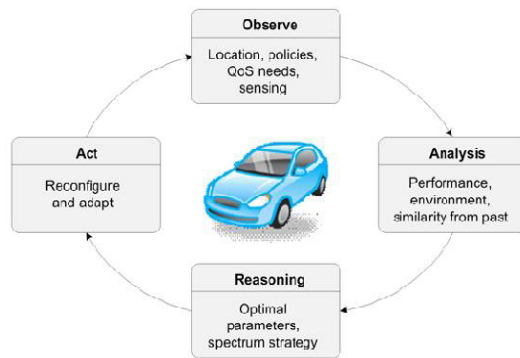 Observe
Location, policies,
QoS needs,
sensing
Act
Reconfigure
and adapt
Analysis
Performance,
environment,
similarity from past
Reasoning
Optimal
parameters,
spectrum strategy